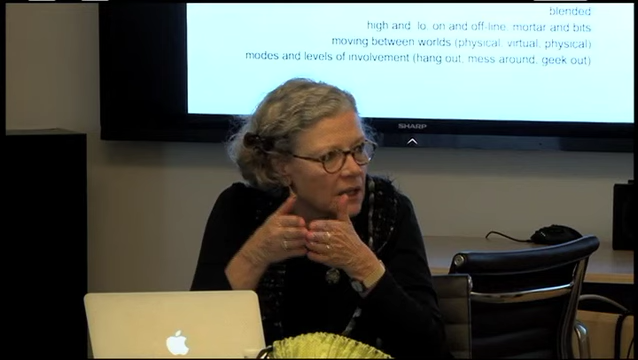 blended
high and lo. on and off-line. mortar and bits
moving between worlds (physical. virtual. physical)
modes and levels of involvement (hang out. mess around. geek out)
SHARP